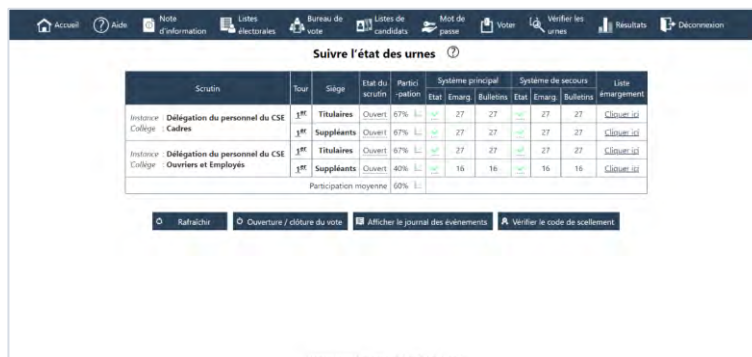 Accueil Aide Note d'information Listes électorales Bureau de vote Listes de candidats Mot de passe Voter Vérifier les urnes Résultats Déconnexion
Suivre l'état des urnes ?
Scrutin Tour Siège Etat du scrutin Partici-pation Système principal Système de secours Liste émargement
Etat Emarg. Bulletins Etat Emarg. Bulletins
Instance : Délégation du personnel du CSE
Collège : Cadres
1er Titulaires Ouvert 67% 27 27 27 27 Cliquer ici
1er Suppléants Ouvert 67% 27 27 27 27 Cliquer ici
Instance : Délégation du personnel du CSE
Collège : Ouvriers et Employés
1er Titulaires Ouvert 67% 27 27 27 27 Cliquer ici
1er Suppléants Ouvert 40% 16 16 16 16 Cliquer ici
Participation moyenne 60%
Rafraîchir Ouverture / clôture du vote Afficher le journal des évènements Vérifier le code de scellement